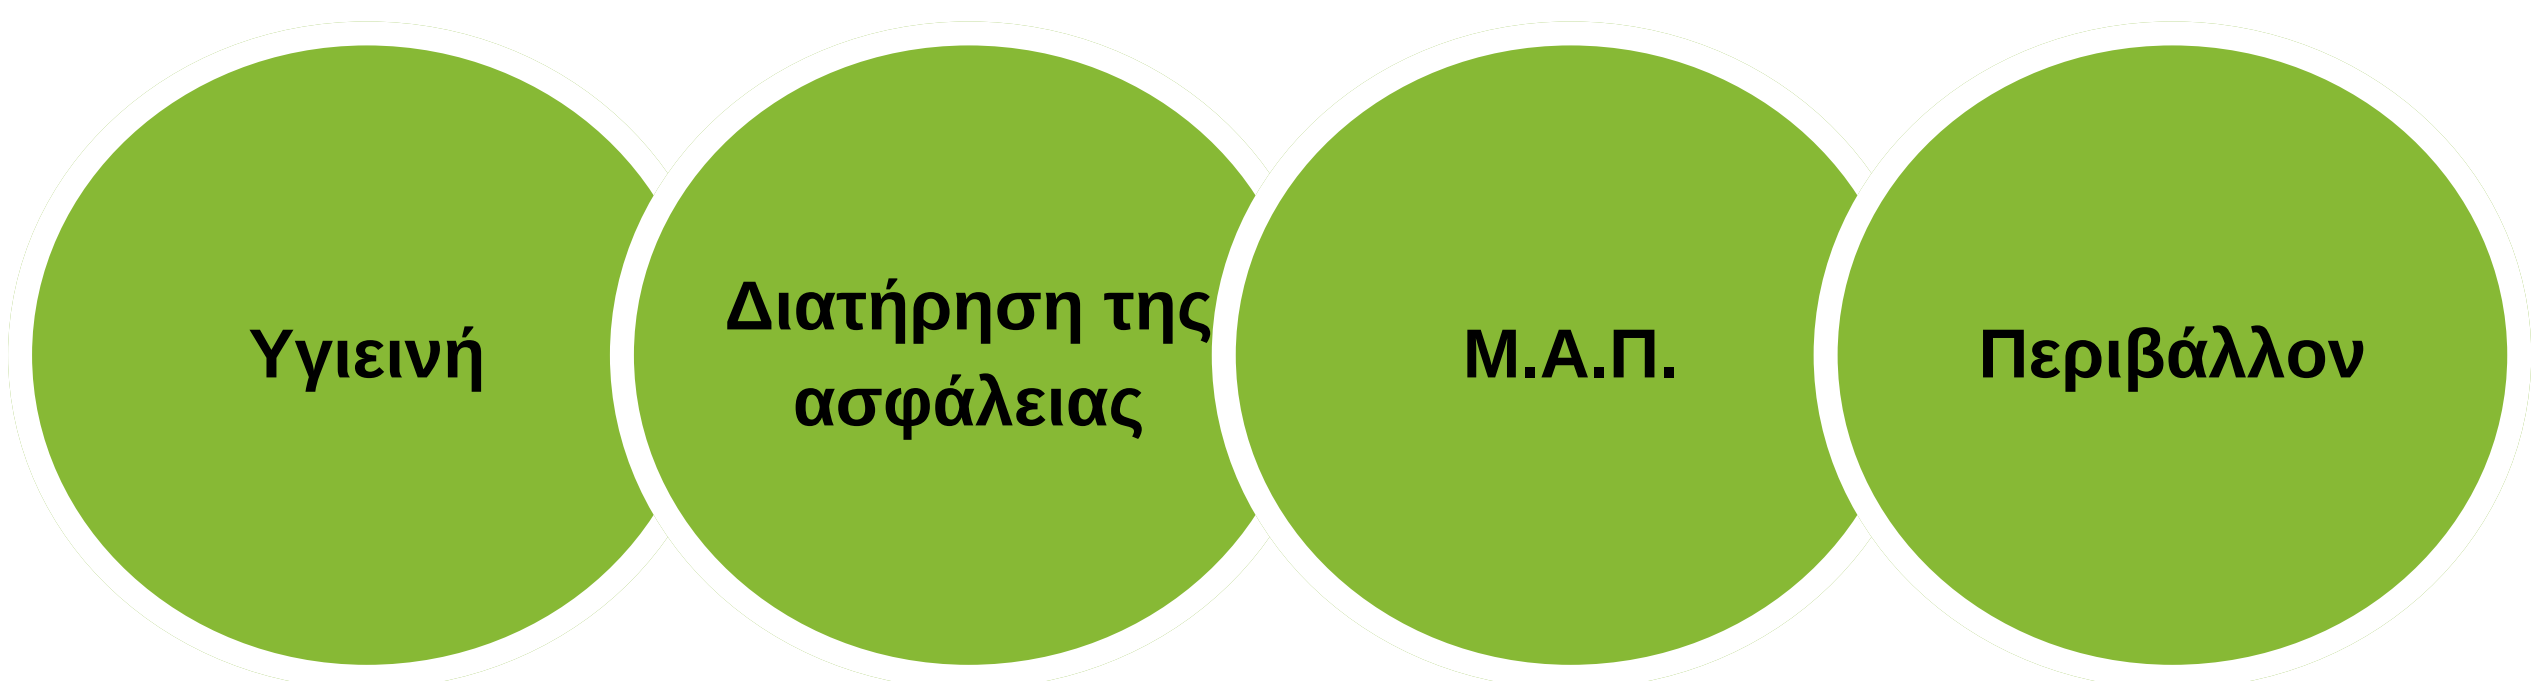 Υγιεινή
Διατήρηση της
ασφάλειας
Μ.Α.Π.
Περιβάλλον